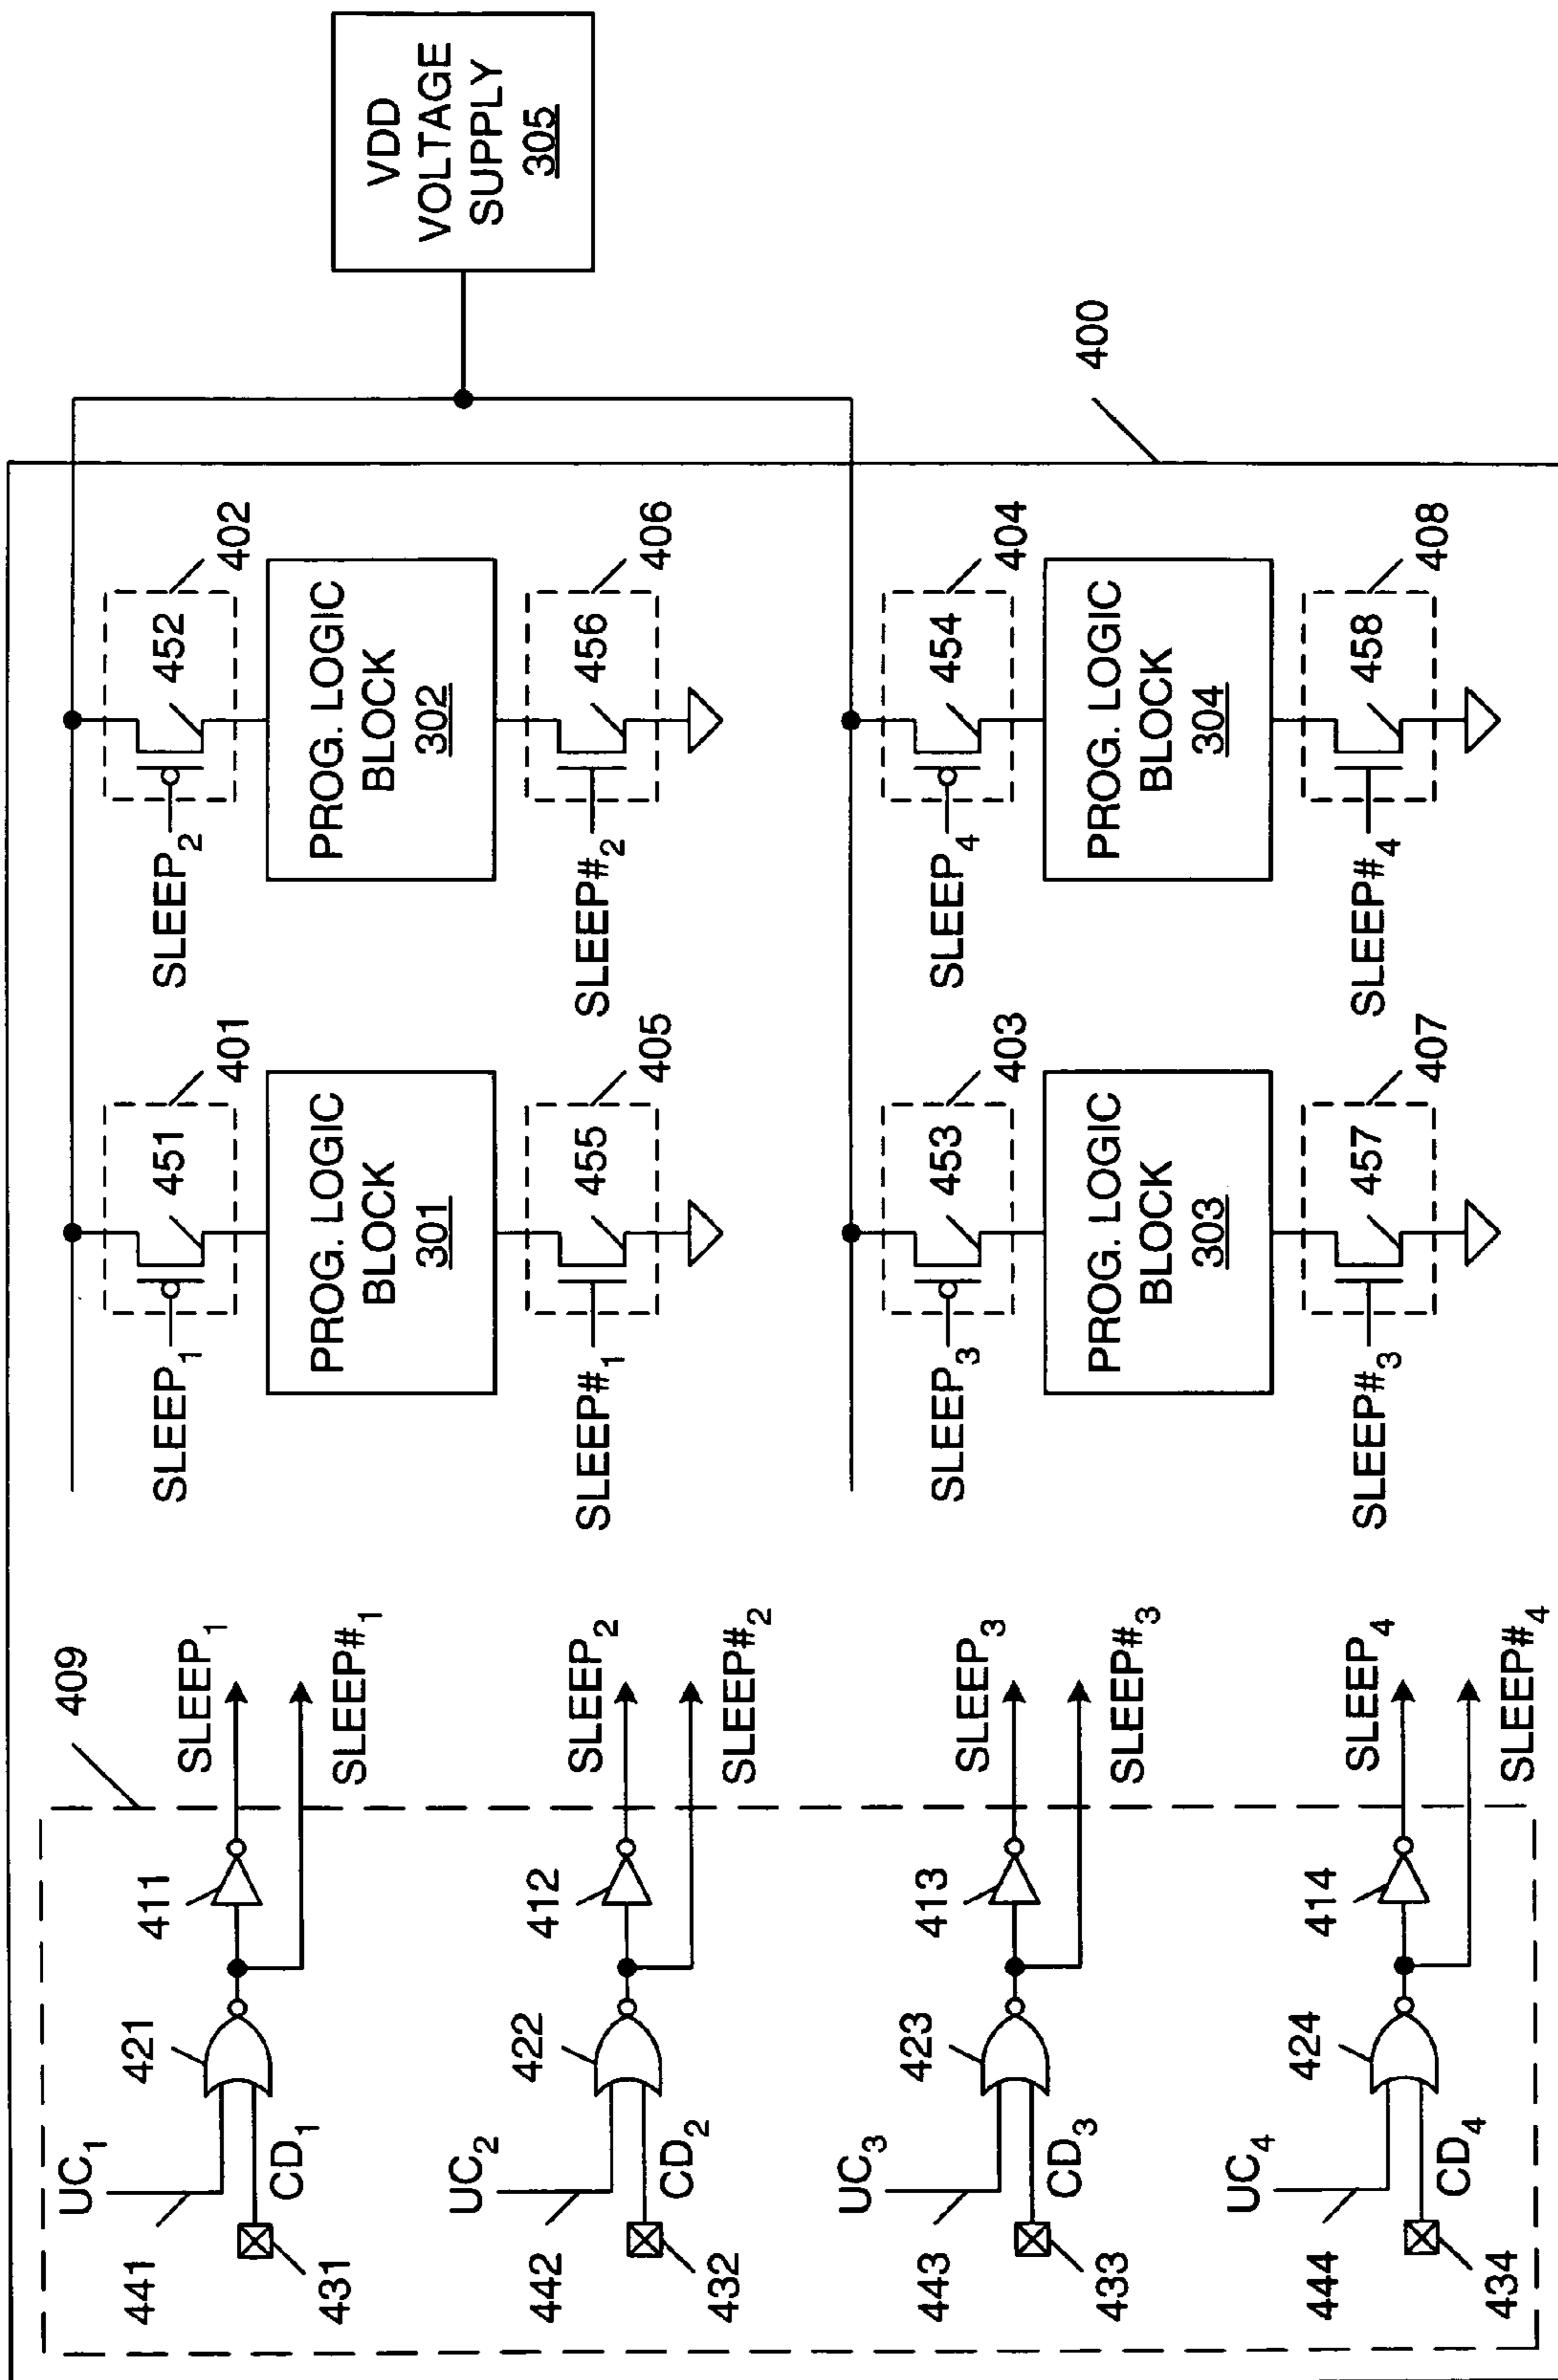 409
UC₁
441
CD₁
431
421
411
SLEEP₁
SLEEP#₁
UC₂
442
CD₂
432
422
412
SLEEP₂
SLEEP#₂
UC₃
443
CD₃
433
423
413
SLEEP₃
SLEEP#₃
UC₄
444
CD₄
434
424
414
SLEEP₄
SLEEP#₄
SLEEP₁
451
401
PROG. LOGIC
BLOCK
301
SLEEP#₁
455
405
SLEEP₂
452
402
PROG. LOGIC
BLOCK
302
SLEEP#₂
456
406
SLEEP₃
453
403
PROG. LOGIC
BLOCK
303
SLEEP#₃
457
407
SLEEP₄
454
404
PROG. LOGIC
BLOCK
304
SLEEP#₄
458
408
400
VDD
VOLTAGE
SUPPLY
305